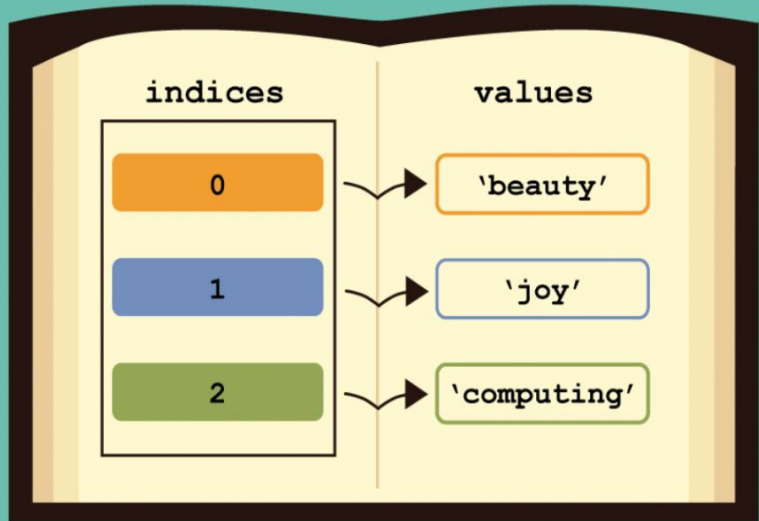 indices values
0 ‘beauty’
1 ‘joy’
2 ‘computing’